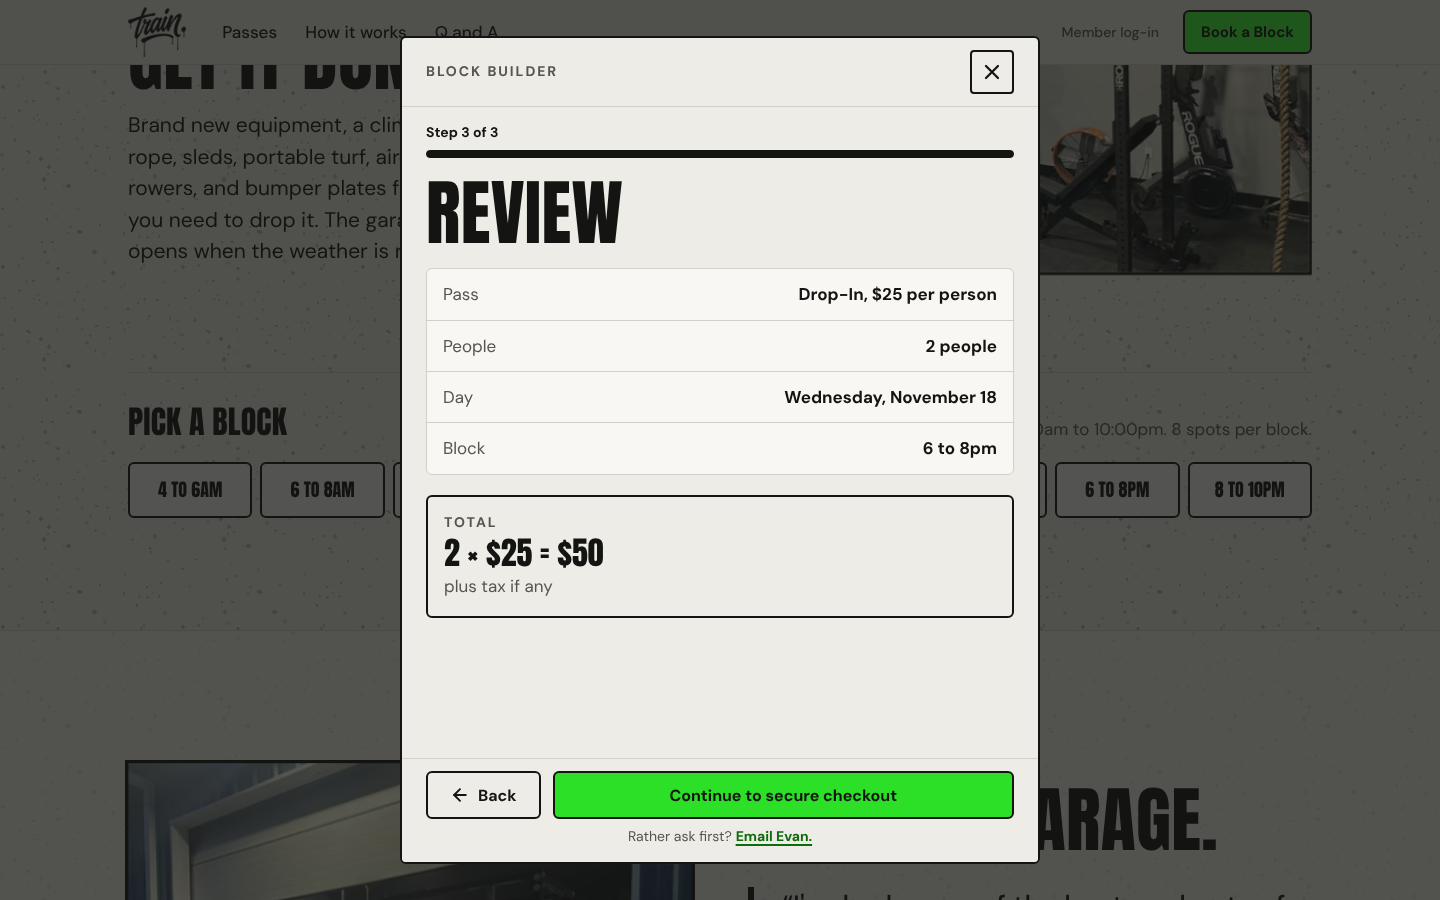 train.
Passes
How it works
Q and A
Member log-in
Book a Block
BLOCK BUILDER
Step 3 of 3
REVIEW
Pass
Drop-In, $25 per person
People
2 people
Day
Wednesday, November 18
Block
6 to 8pm
TOTAL
2 × $25 = $50
plus tax if any
Back
Continue to secure checkout
Rather ask first? Email Evan.
GET IT
Brand new equipment, a
rope, sleds, portable turf,
rowers, and bumper plates
you need to drop it. The
opens when the weather is
ROGUE
PICK A BLOCK
to 10:00pm. 8 spots per block.
4 TO 6AM
6 TO 8AM
6 TO 8PM
8 TO 10PM
ARAGE.